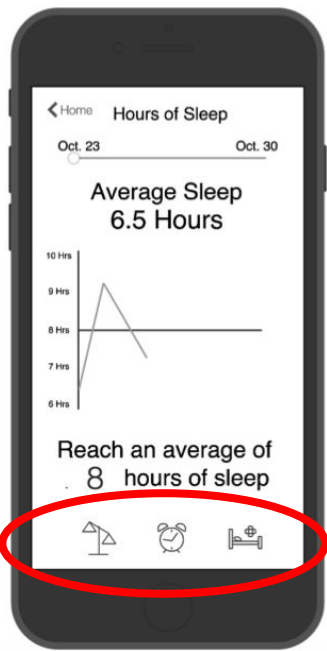 Home Hours of Sleep
Oct. 23 Oct. 30
Average Sleep
6.5 Hours
10 Hrs
9 Hrs
8 Hrs
7 Hrs
6 Hrs
Reach an average of
8 hours of sleep